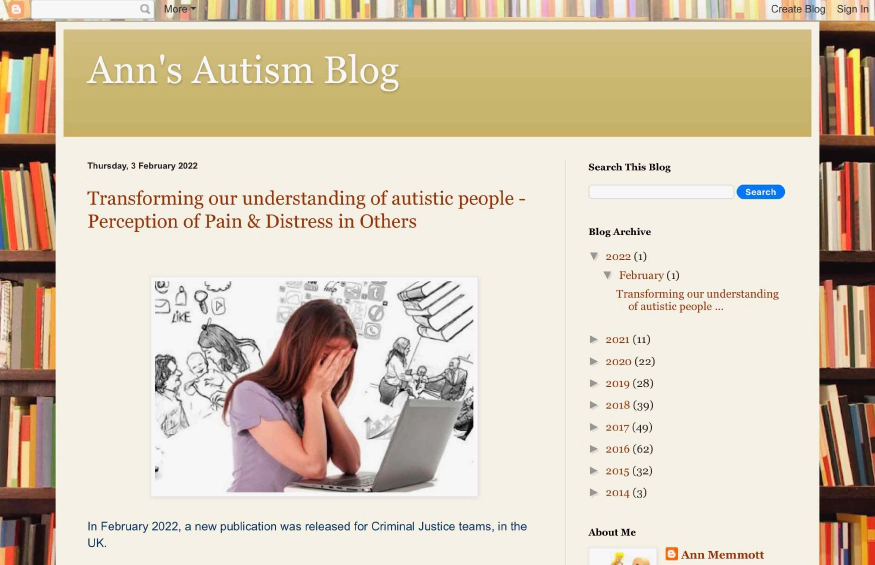 More
Create Blog Sign In
Ann's Autism Blog
Thursday, 3 February 2022
Transforming our understanding of autistic people -
Perception of Pain & Distress in Others
LIKE
help
In February 2022, a new publication was released for Criminal Justice teams, in the
UK.
Search This Blog
Search
Blog Archive
▼ 2022 (1)
▼ February (1)
Transforming our understanding
of autistic people ...
► 2021 (11)
► 2020 (22)
► 2019 (28)
► 2018 (39)
► 2017 (49)
► 2016 (62)
► 2015 (32)
► 2014 (3)
About Me
Ann Memmott